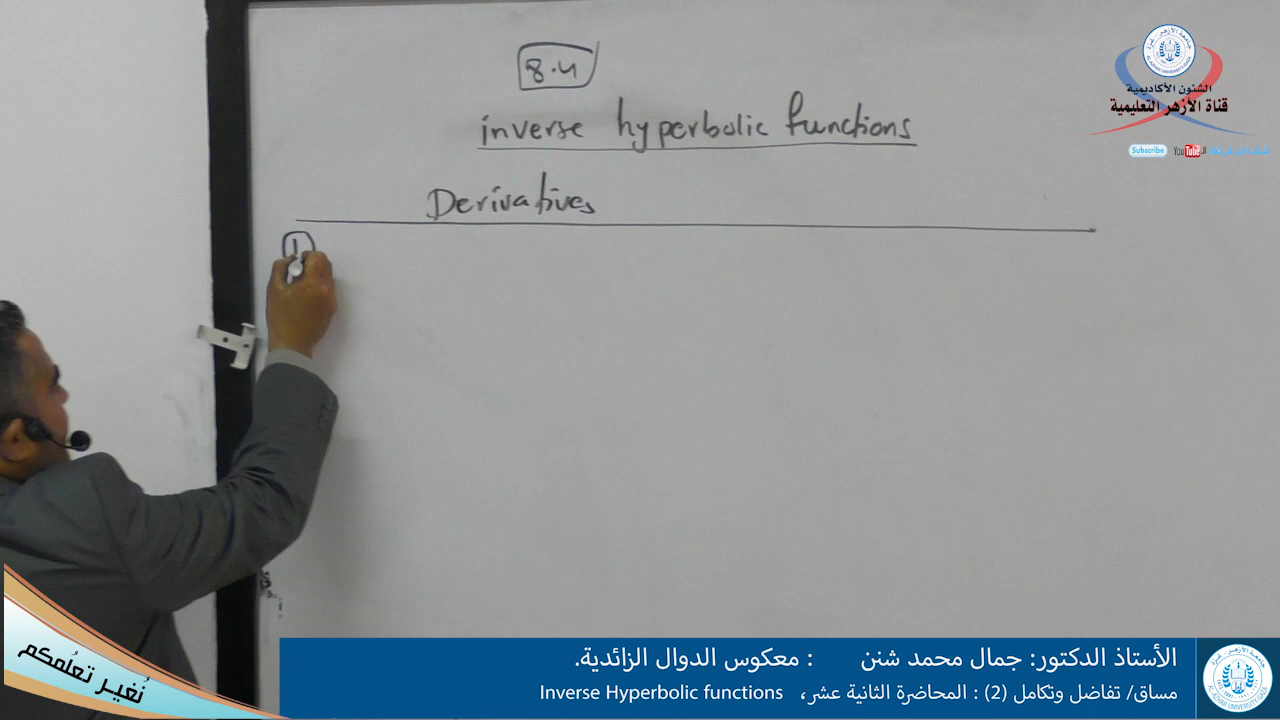 8.4
inverse hyperbolic functions
Derivatives
1
الشئون الأكاديمية
قناة الأزهر التعليمية
Subscribe YouTube
نُغير تعلُمكم
الأستاذ الدكتور: جمال محمد شنن : معكوس الدوال الزائدية.
مساق/ تفاضل وتكامل (2) : المحاضرة الثانية عشر، Inverse Hyperbolic functions